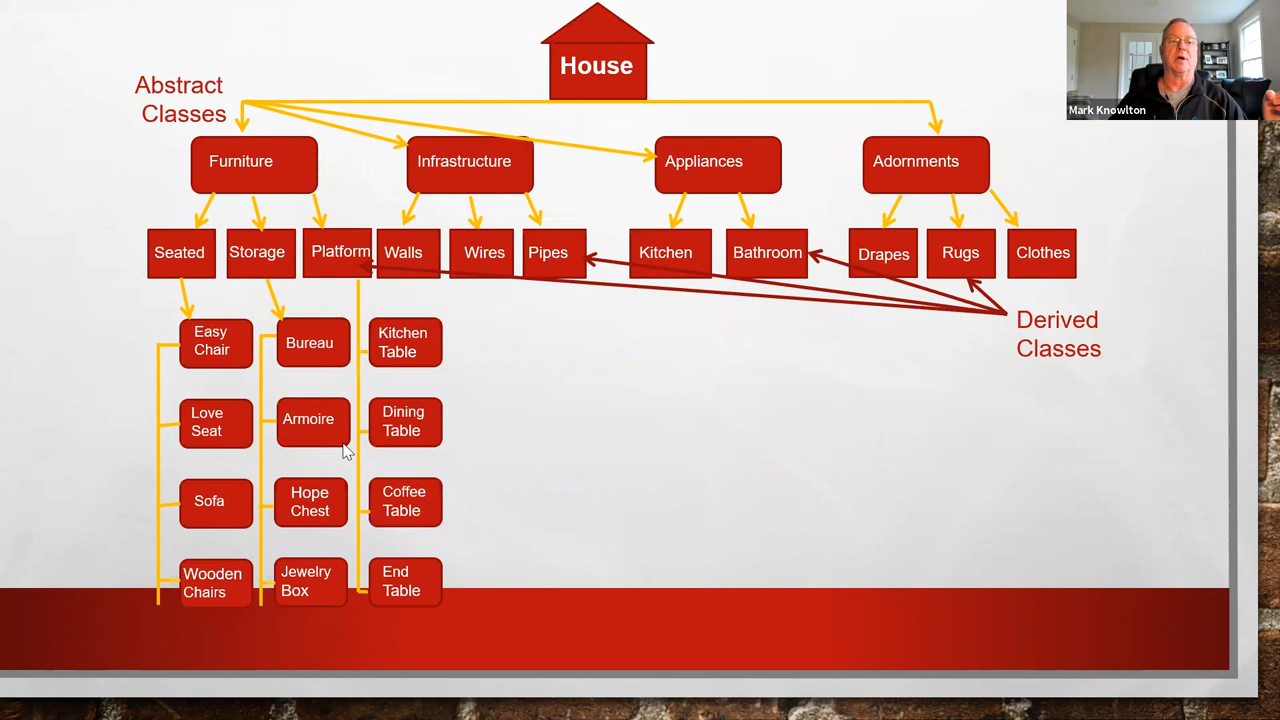 House
Mark Knowlton
Abstract
Classes
Furniture
Infrastructure
Appliances
Adornments
Seated
Storage
Platform
Walls
Wires
Pipes
Kitchen
Bathroom
Drapes
Rugs
Clothes
Derived
Classes
Easy
Chair
Bureau
Kitchen
Table
Love
Seat
Armoire
Dining
Table
Sofa
Hope
Chest
Coffee
Table
Wooden
Chairs
Jewelry
Box
End
Table